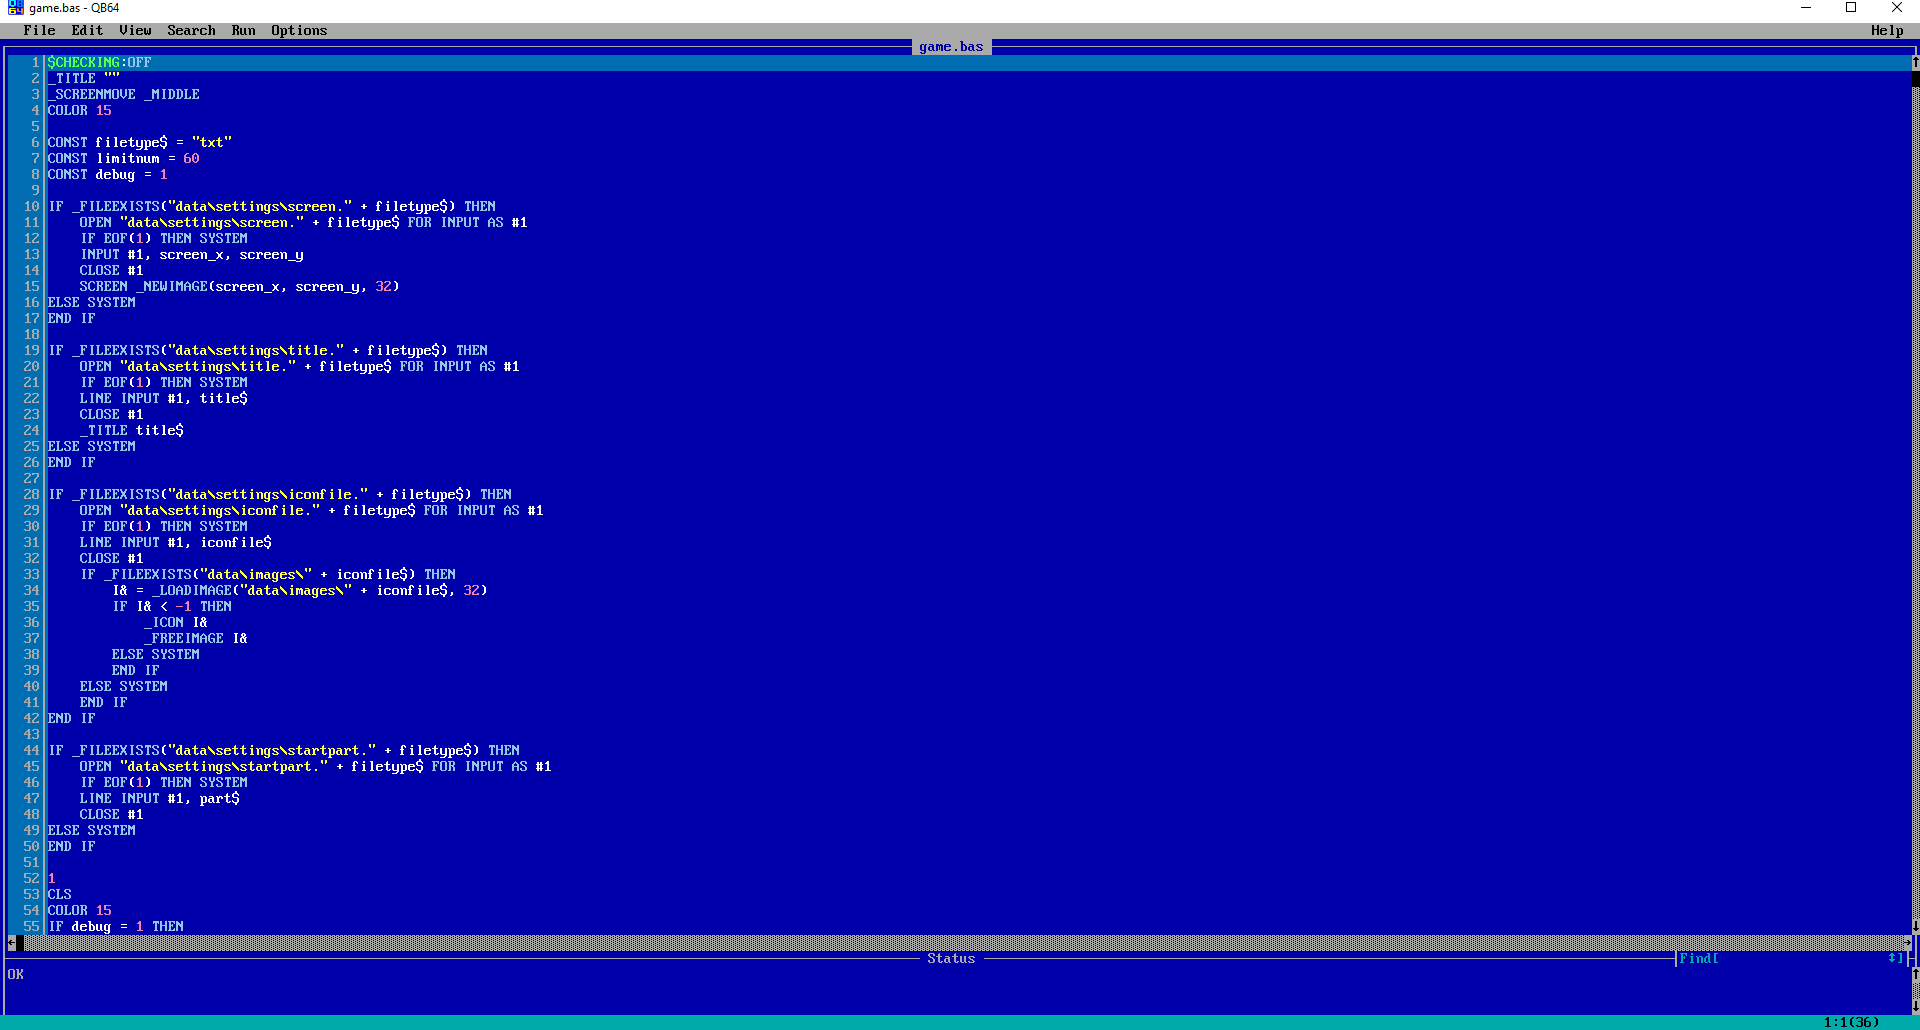 game.bas - QB64
File Edit View Search Run Options Help
game.bas
1 $CHECKING:OFF
2 _TITLE ""
3 _SCREENMOVE _MIDDLE
4 COLOR 15
5
6 CONST filetype$ = "txt"
7 CONST limitnum = 60
8 CONST debug = 1
9
10 IF _FILEEXISTS("data\settings\screen." + filetype$) THEN
11     OPEN "data\settings\screen." + filetype$ FOR INPUT AS #1
12     IF EOF(1) THEN SYSTEM
13     INPUT #1, screen_x, screen_y
14     CLOSE #1
15     SCREEN _NEWIMAGE(screen_x, screen_y, 32)
16 ELSE SYSTEM
17 END IF
18
19 IF _FILEEXISTS("data\settings\title." + filetype$) THEN
20     OPEN "data\settings\title." + filetype$ FOR INPUT AS #1
21     IF EOF(1) THEN SYSTEM
22     LINE INPUT #1, title$
23     CLOSE #1
24     _TITLE title$
25 ELSE SYSTEM
26 END IF
27
28 IF _FILEEXISTS("data\settings\iconfile." + filetype$) THEN
29     OPEN "data\settings\iconfile." + filetype$ FOR INPUT AS #1
30     IF EOF(1) THEN SYSTEM
31     LINE INPUT #1, iconfile$
32     CLOSE #1
33     IF _FILEEXISTS("data\images\" + iconfile$) THEN
34         I& = _LOADIMAGE("data\images\" + iconfile$, 32)
35         IF I& < -1 THEN
36             _ICON I&
37             _FREEIMAGE I&
38         ELSE SYSTEM
39         END IF
40     ELSE SYSTEM
41     END IF
42 END IF
43
44 IF _FILEEXISTS("data\settings\startpart." + filetype$) THEN
45     OPEN "data\settings\startpart." + filetype$ FOR INPUT AS #1
46     IF EOF(1) THEN SYSTEM
47     LINE INPUT #1, part$
48     CLOSE #1
49 ELSE SYSTEM
50 END IF
51
52 1
53 CLS
54 COLOR 15
55 IF debug = 1 THEN
Status
Find[ ↕]
OK
1:1(36)